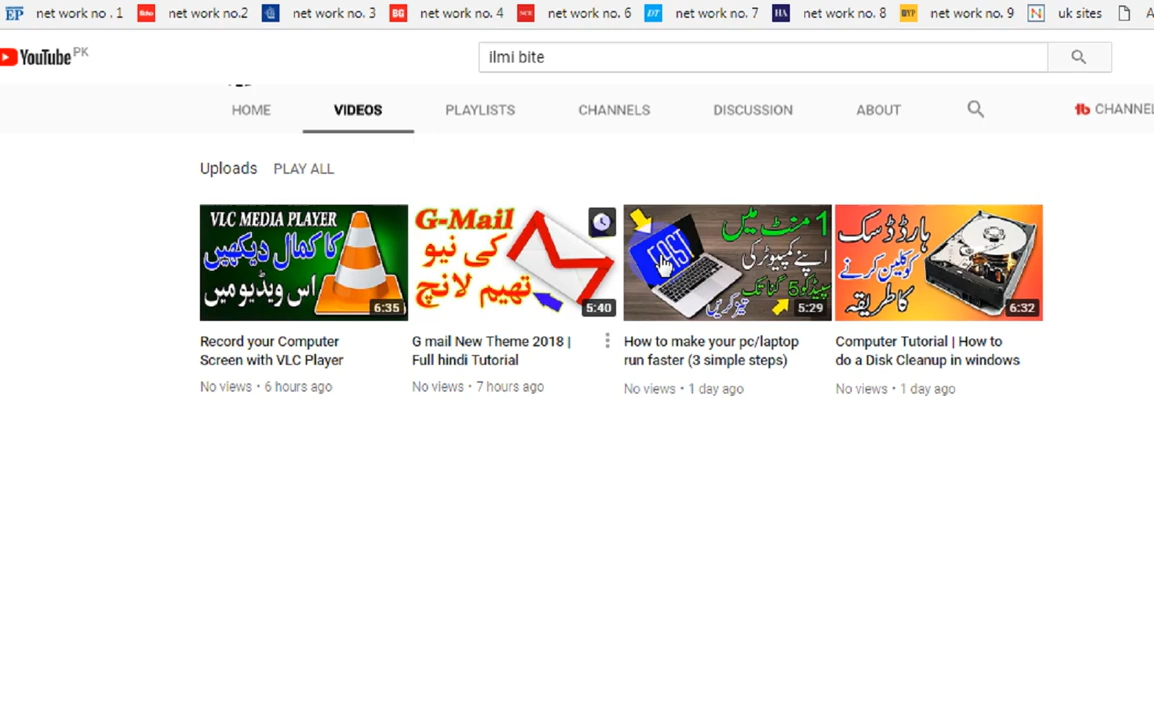 EP net work no . 1 Echo net work no.2 net work no. 3 BG net work no. 4 NCE net work no. 6 DT net work no. 7 HA net work no. 8 net work no. 9 N uk sites A
YouTube PK
ilmi bite
HOME VIDEOS PLAYLISTS CHANNELS DISCUSSION ABOUT CHANNEL
Uploads PLAY ALL
VLC MEDIA PLAYER
کا کمال دیکھیں
اس ویڈیو میں
6:35
G-Mail
کی نیو
تھیم لانچ
5:40
1 منٹ میں
اپنے کمپیوٹر کی
سپیڈ کو 5 گنا تک
تیز کریں
FAST
5:29
ہارڈ ڈسک
کو کلین کرنے
کا طریقہ
6:32
Record your Computer
Screen with VLC Player
No views • 6 hours ago
G mail New Theme 2018 |
Full hindi Tutorial
No views • 7 hours ago
How to make your pc/laptop
run faster (3 simple steps)
No views • 1 day ago
Computer Tutorial | How to
do a Disk Cleanup in windows
No views • 1 day ago